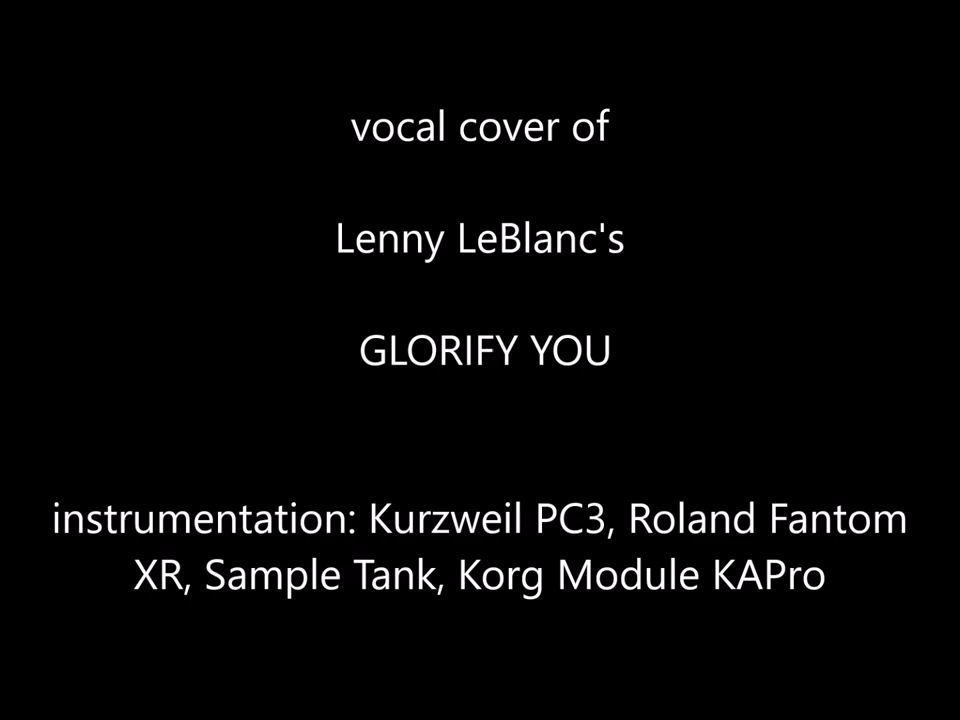 vocal cover of
Lenny LeBlanc's
GLORIFY YOU
instrumentation: Kurzweil PC3, Roland Fantom
XR, Sample Tank, Korg Module KAPro